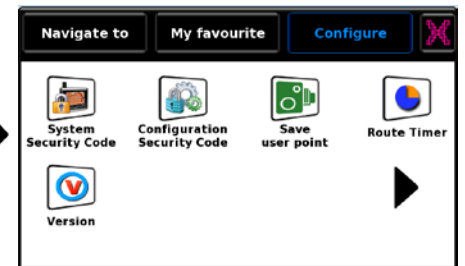 Navigate to
My favourite
Configure
System
Security Code
Configuration
Security Code
Save
user point
Route Timer
Version